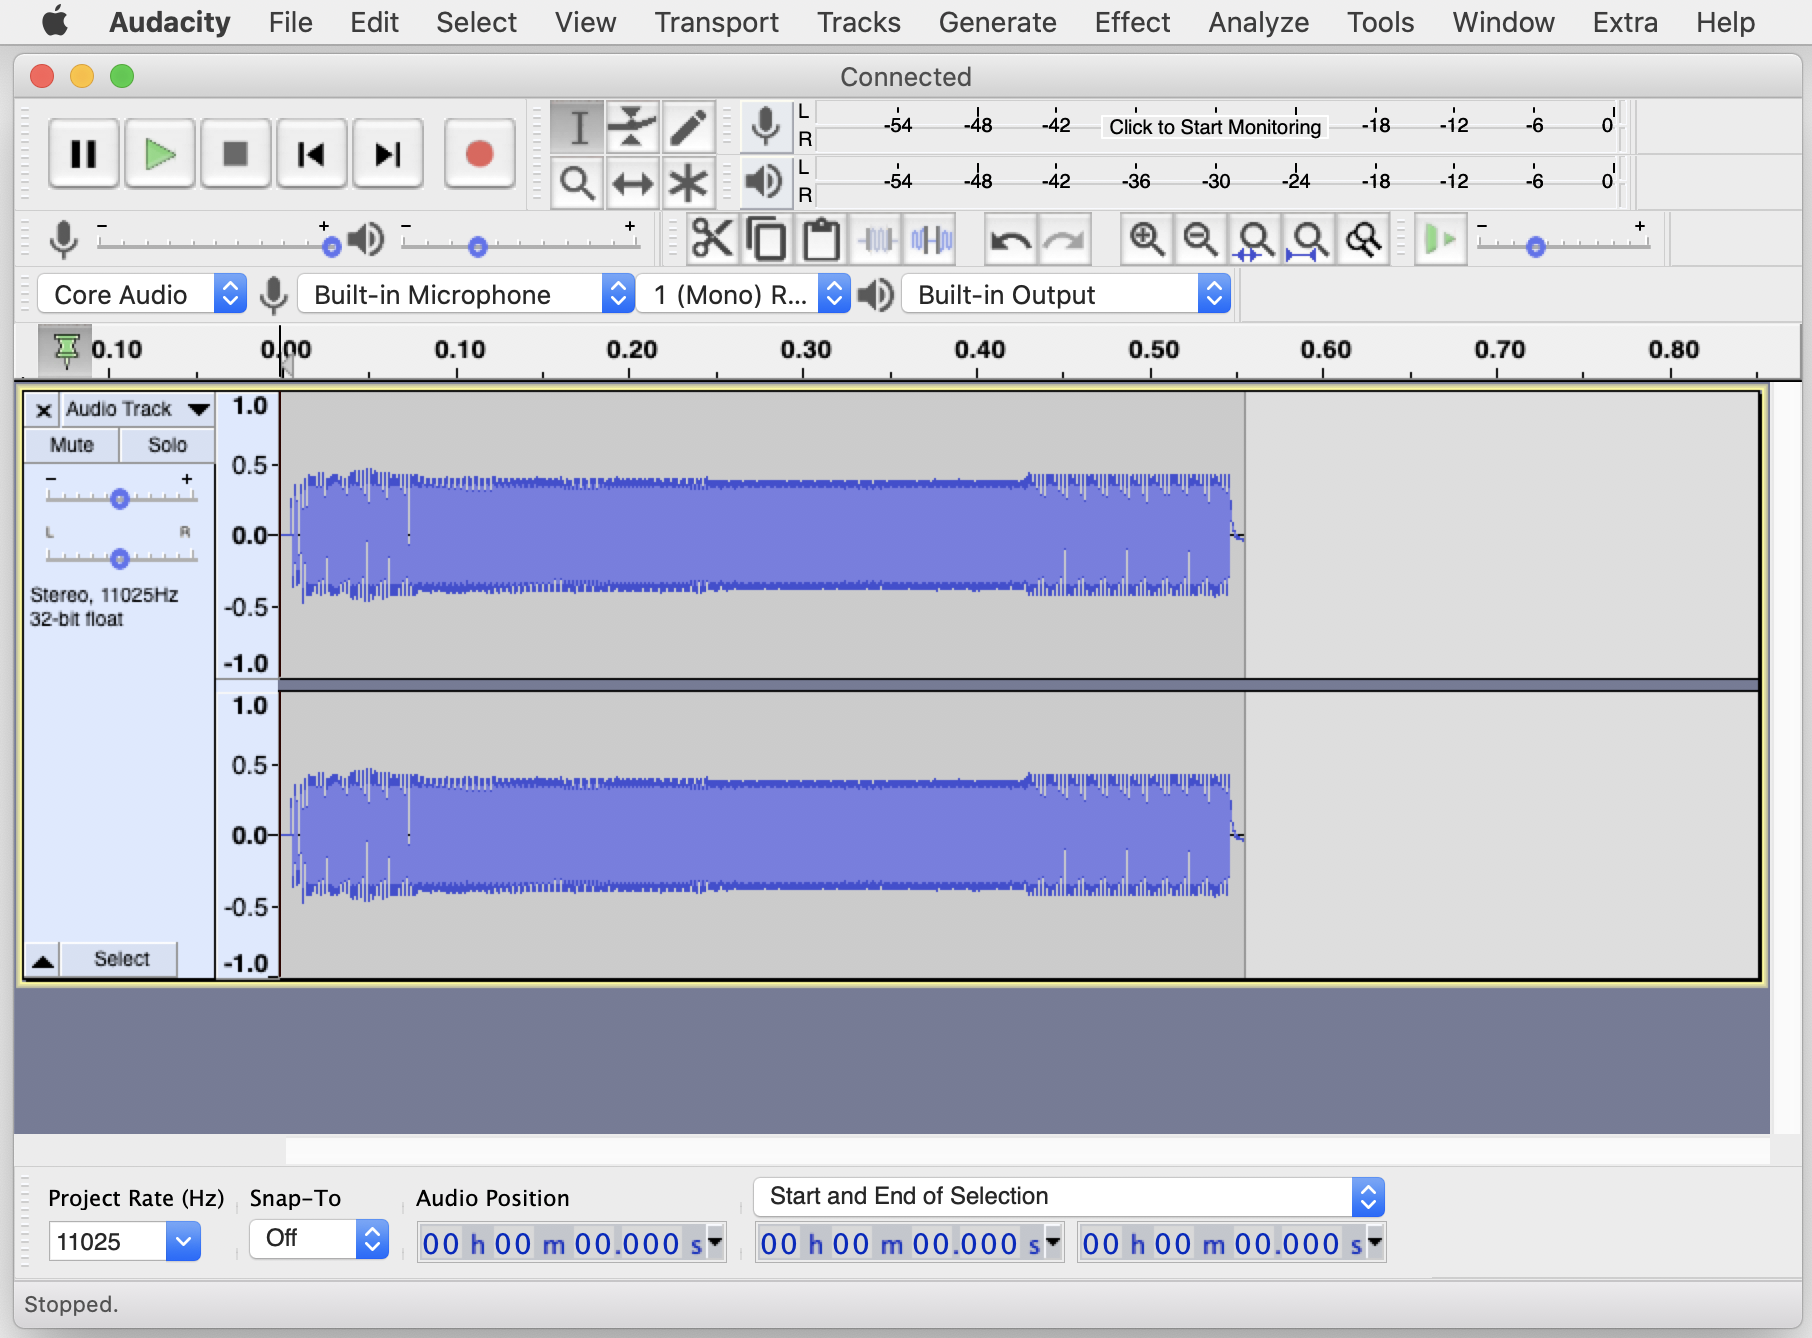 Audacity File Edit Select View Transport Tracks Generate Effect Analyze Tools Window Extra Help
Connected
L
R
-54 -48 -42 Click to Start Monitoring -18 -12 -6 0
L
R
-54 -48 -42 -36 -30 -24 -18 -12 -6 0
- + - + - +
Core Audio Built-in Microphone 1 (Mono) R... Built-in Output
0.10 0.00 0.10 0.20 0.30 0.40 0.50 0.60 0.70 0.80
Audio Track
Mute Solo
- +
L R
Stereo, 11025Hz
32-bit float
Select
1.0
0.5
0.0
-0.5
-1.0
1.0
0.5
0.0
-0.5
-1.0
Project Rate (Hz) Snap-To Audio Position Start and End of Selection
11025 Off 00 h 00 m 00.000 s 00 h 00 m 00.000 s 00 h 00 m 00.000 s
Stopped.